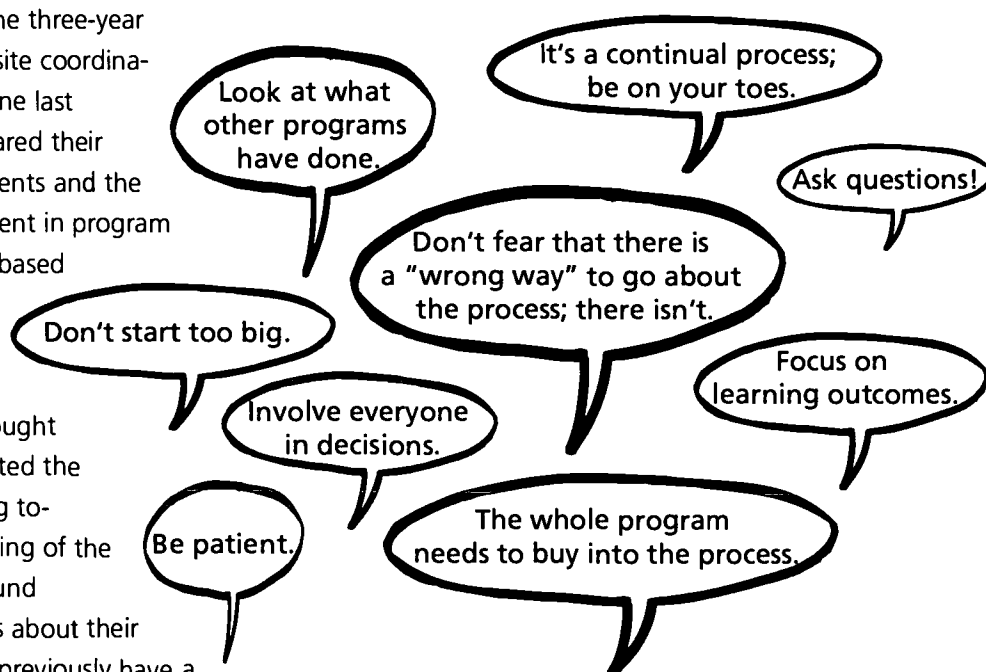 he three-year
site coordina-
ne last
ared their
ents and the
ent in program
based
ught
ted the
g to-
ing of the
und
s about their
previously have a
Look at what
other programs
have done.
It's a continual process;
be on your toes.
Ask questions!
Don't fear that there is
a "wrong way" to go about
the process; there isn't.
Don't start too big.
Focus on
learning outcomes.
Involve everyone
in decisions.
Be patient.
The whole program
needs to buy into the process.